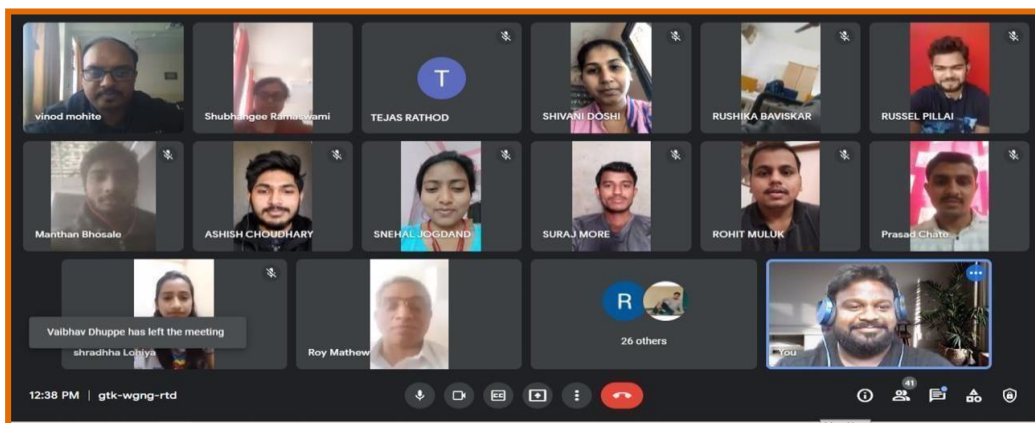 T
vinod mohite
Shubhangee Ramaswami
TEJAS RATHOD
SHIVANI DOSHI
RUSHIKA BAVISKAR
RUSSEL PILLAI
Manthan Bhosale
ASHISH CHOUDHARY
SNEHAL JOGDAND
SURAJ MORE
ROHIT MULUK
Prasad Chate
R
Vaibhav Dhuppe has left the meeting
shradhha Lohiya
Roy Mathew
26 others
You
12:38 PM | gtk-wgng-rtd
CC
41